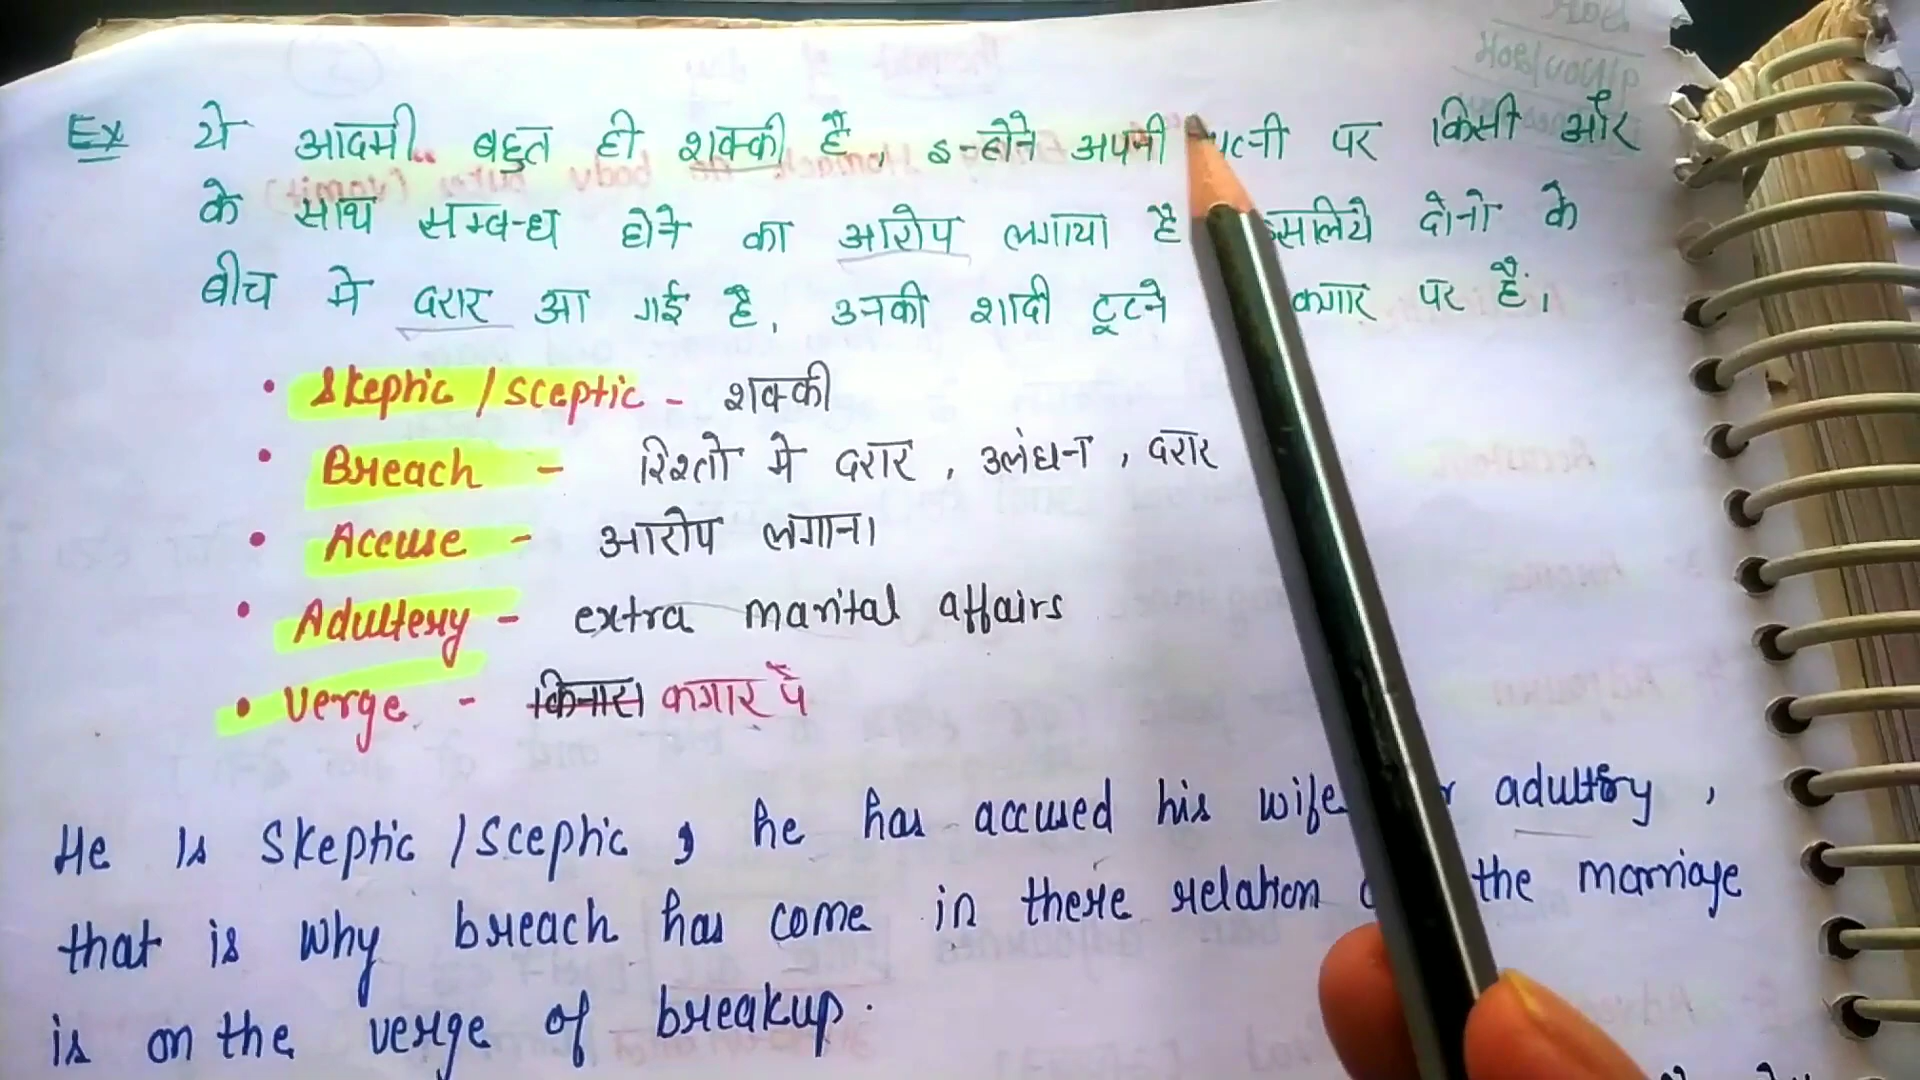 Ex ये आदमी बहुत ही शक्की है, इन्होंने अपनी पत्नी पर किसी और
के साथ सम्बन्ध होने का आरोप लगाया है इसलिये दोनो के
बीच मे दरार आ गई है, उनकी शादी टूटने कगार पर है।
• Skeptic / Sceptic - शक्की
• Breach - रिश्तो मे दरार, उलंघन, दरार
• Accuse - आरोप लगाना
• Adultery - extra marital affairs
• Verge - किनारा कगार पे
He is Skeptic / Sceptic, he has accused his wife adultery,
that is why breach has come in there relation the marriage
is on the verge of breakup.